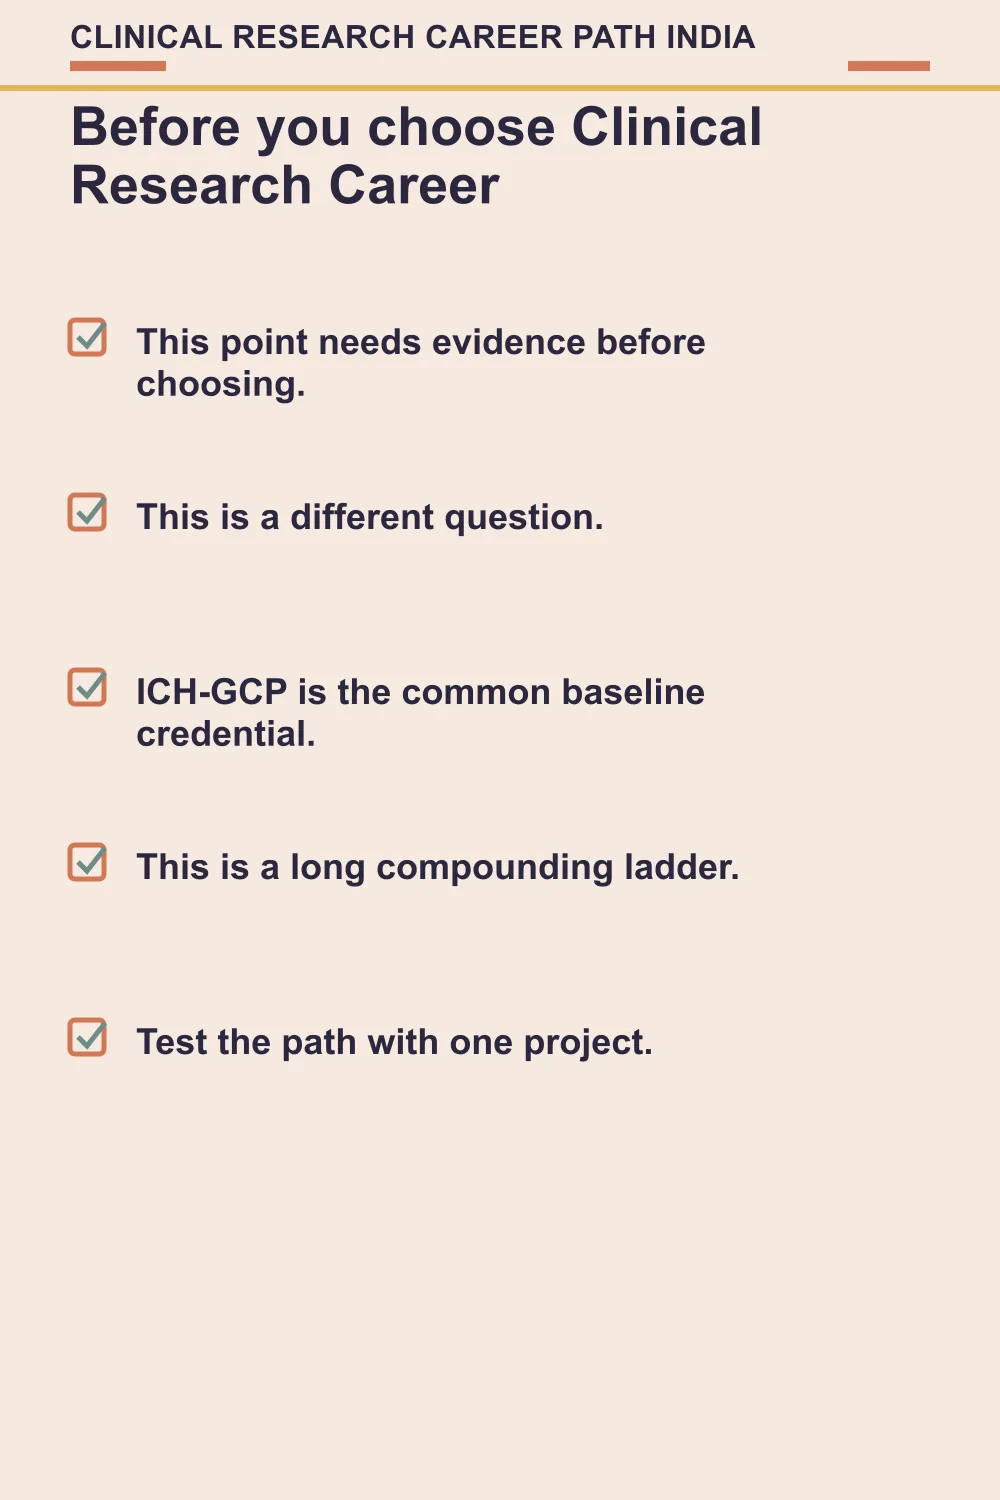 CLINICAL RESEARCH CAREER PATH INDIA
Before you choose Clinical
Research Career
This point needs evidence before
choosing.
This is a different question.
ICH-GCP is the common baseline
credential.
This is a long compounding ladder.
Test the path with one project.